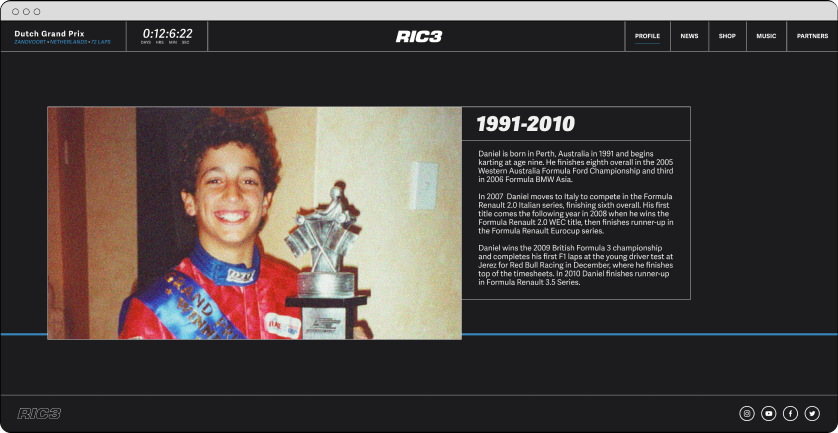 Dutch Grand Prix
ZANDVOORT • NETHERLANDS • 72 LAPS
0:12:6:22
DAYS HRS MIN SEC
RIC3
PROFILE
NEWS
SHOP
MUSIC
PARTNERS
1991-2010
Daniel is born in Perth, Australia in 1991 and begins
karting at age nine. He finishes eighth overall in the 2005
Western Australia Formula Ford Championship and third
in 2006 Formula BMW Asia.
In 2007 Daniel moves to Italy to compete in the Formula
Renault 2.0 Italian series, finishing sixth overall. His first
title comes the following year in 2008 when he wins the
Formula Renault 2.0 WEC title, then finishes runner-up in
the Formula Renault Eurocup series.
Daniel wins the 2009 British Formula 3 championship
and completes his first F1 laps at the young driver test at
Jerez for Red Bull Racing in December, where he finishes
top of the timesheets. In 2010 Daniel finishes runner-up
in Formula Renault 3.5 Series.
RIC3